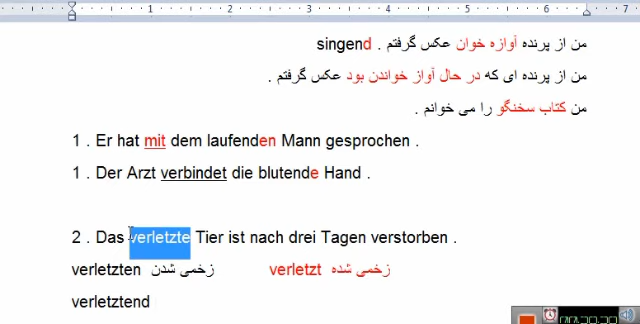 من از پرنده آوازه خوان عکس گرفتم . singend
من از پرنده ای که در حال آواز خواندن بود عکس گرفتم .
من کتاب سخنگو را می خوانم .
1 . Er hat mit dem laufenden Mann gesprochen .
1 . Der Arzt verbindet die blutende Hand .
2 . Das verletzte Tier ist nach drei Tagen verstorben .
verletzten زخمی شدن verletzt زخمی شده
verletztend